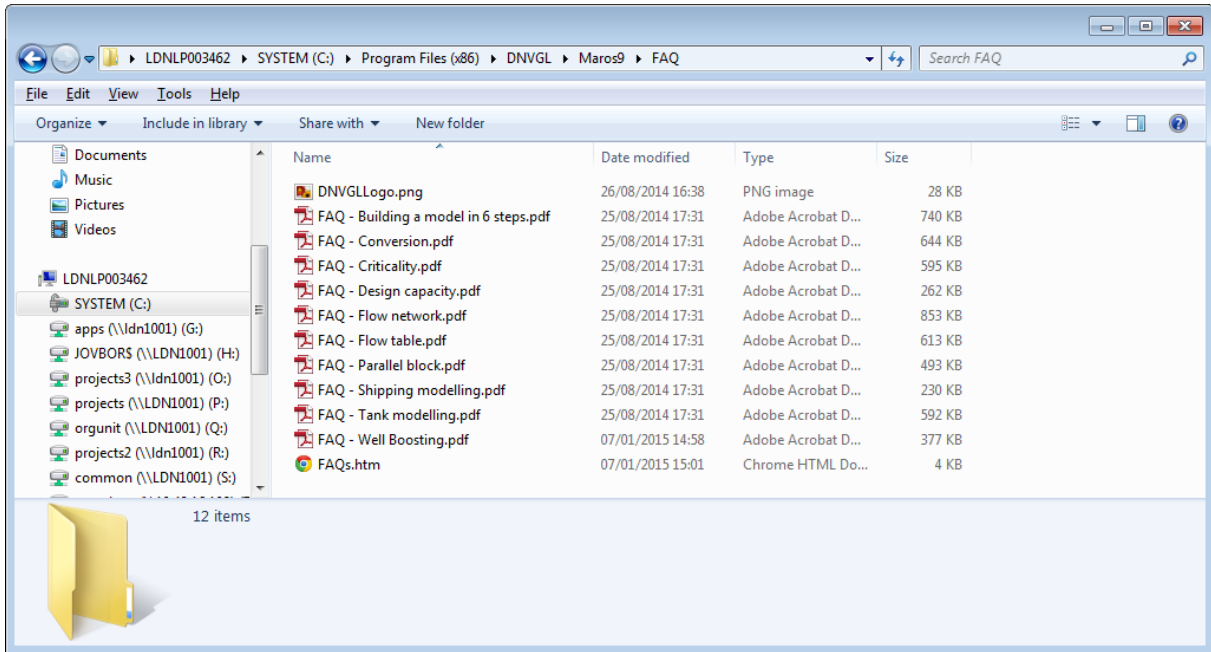 LDNLP003462 SYSTEM (C:) Program Files (x86) DNVGL Maros9 FAQ Search FAQ
File Edit View Tools Help
Organize Include in library Share with New folder
Documents
Music
Pictures
Videos
LDNLP003462
SYSTEM (C:)
apps (\\ldn1001) (G:)
JOVBOR$ (\\LDN1001) (H:)
projects3 (\\ldn1001) (O:)
projects (\\LDN1001) (P:)
orgunit (\\LDN1001) (Q:)
projects2 (\\ldn1001) (R:)
common (\\LDN1001) (S:)
Name Date modified Type Size
DNVGLLogo.png 26/08/2014 16:38 PNG image 28 KB
FAQ - Building a model in 6 steps.pdf 25/08/2014 17:31 Adobe Acrobat D... 740 KB
FAQ - Conversion.pdf 25/08/2014 17:31 Adobe Acrobat D... 644 KB
FAQ - Criticality.pdf 25/08/2014 17:31 Adobe Acrobat D... 595 KB
FAQ - Design capacity.pdf 25/08/2014 17:31 Adobe Acrobat D... 262 KB
FAQ - Flow network.pdf 25/08/2014 17:31 Adobe Acrobat D... 853 KB
FAQ - Flow table.pdf 25/08/2014 17:31 Adobe Acrobat D... 613 KB
FAQ - Parallel block.pdf 25/08/2014 17:31 Adobe Acrobat D... 493 KB
FAQ - Shipping modelling.pdf 25/08/2014 17:31 Adobe Acrobat D... 230 KB
FAQ - Tank modelling.pdf 25/08/2014 17:31 Adobe Acrobat D... 592 KB
FAQ - Well Boosting.pdf 07/01/2015 14:58 Adobe Acrobat D... 377 KB
FAQs.htm 07/01/2015 15:01 Chrome HTML Do... 4 KB
12 items